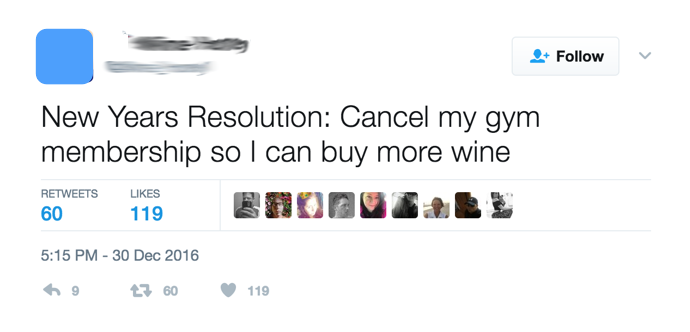 Follow
New Years Resolution: Cancel my gym
membership so I can buy more wine
RETWEETS LIKES
60 119
5:15 PM - 30 Dec 2016
9 60 119